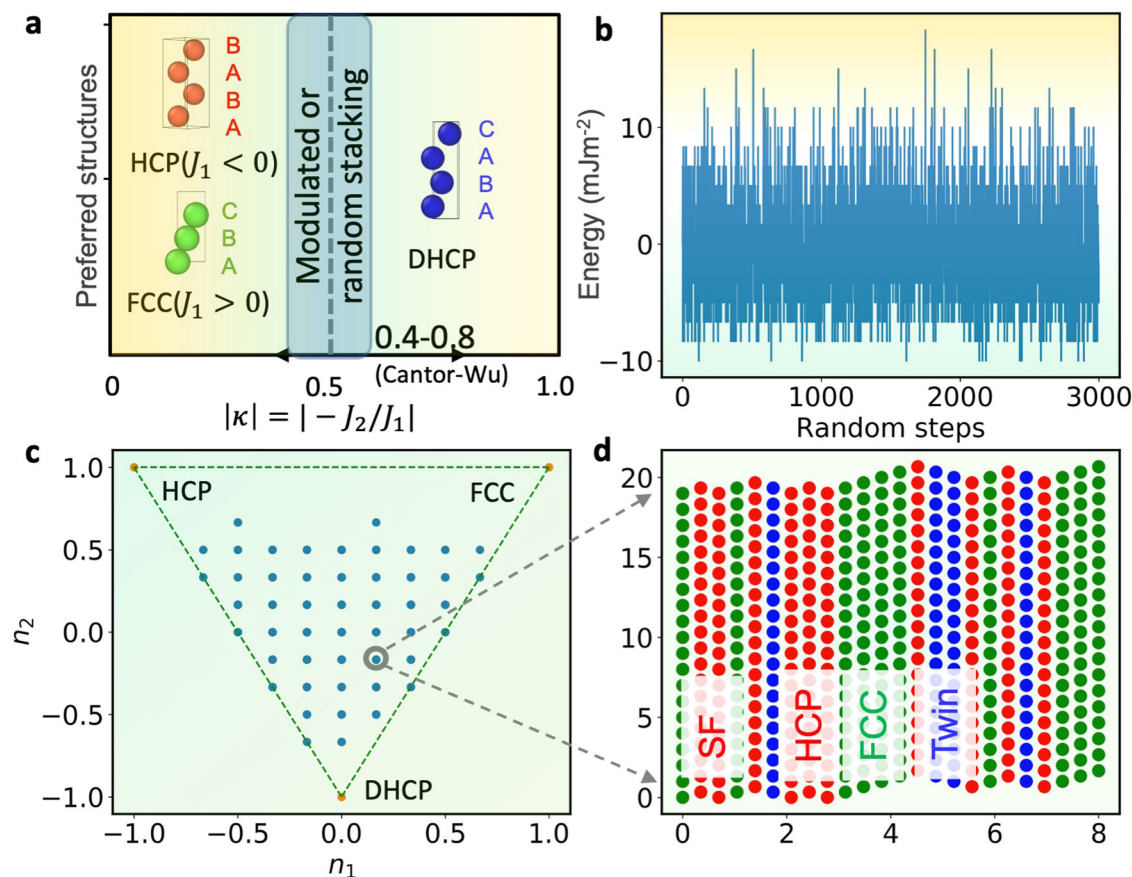 a
Preferred structures
B
A
B
A
HCP(J₁ < 0)
C
B
A
FCC(J₁ > 0)
Modulated or
random stacking
C
A
B
A
DHCP
0.4-0.8
(Cantor-Wu)
0
0.5
1.0
|κ| = | − J₂/J₁|
b
Energy (mJm⁻²)
10
0
−10
0
1000
2000
3000
Random steps
c
n₂
1.0
0.5
0.0
−0.5
−1.0
HCP
FCC
DHCP
−1.0
−0.5
0.0
0.5
1.0
n₁
d
20
15
10
5
0
SF
HCP
FCC
Twin
0
2
4
6
8